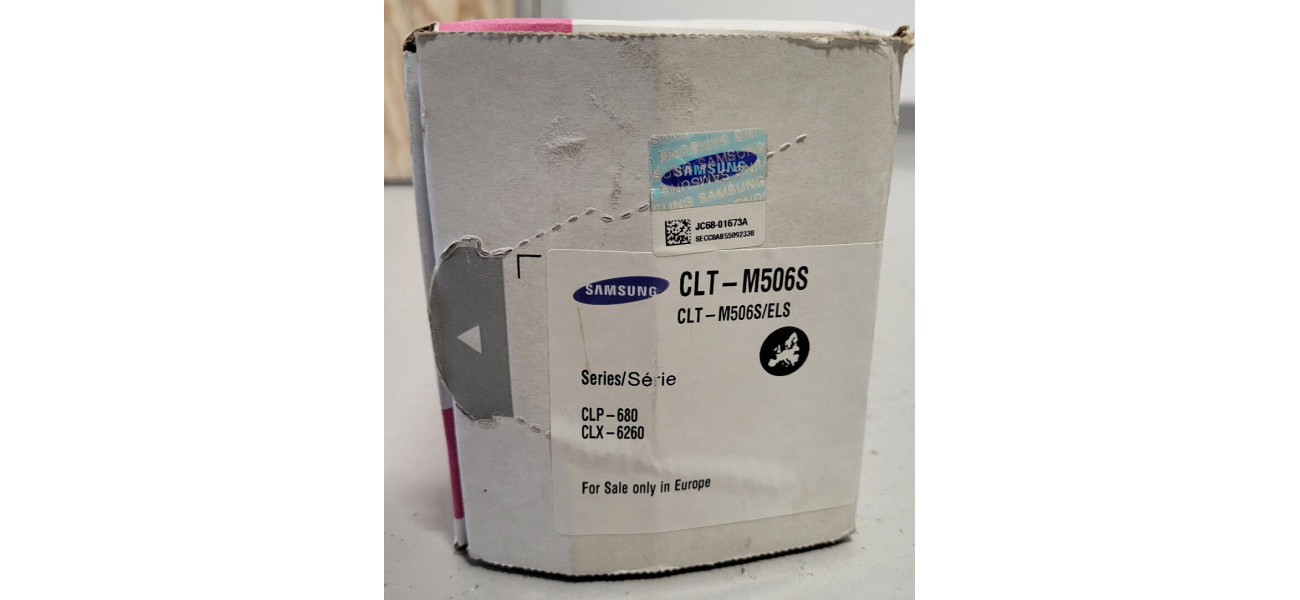 SAMSUNG
JC68-01673A
SAMSUNG
CLT-M506S
CLT-M506S/ELS
Series/Série
CLP-680
CLX-6260
For Sale only in Europe